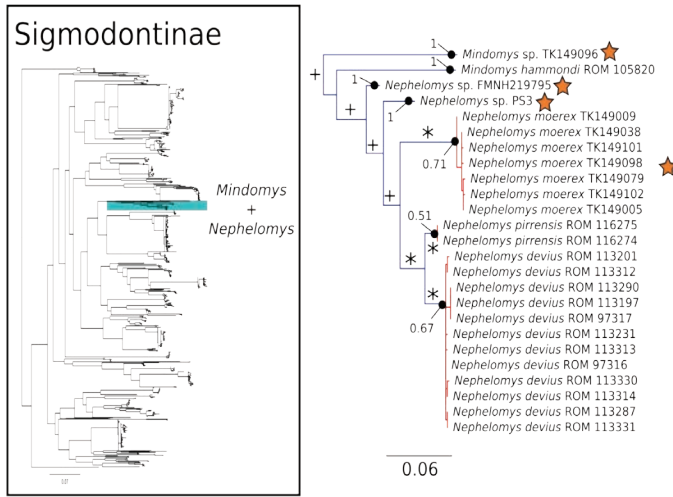 Sigmodontinae
Mindomys
+
Nephelomys
0.07
1
Mindomys sp. TK149096
1
Mindomys hammondi ROM 105820
+
1
Nephelomys sp. FMNH219795
+
1
Nephelomys sp. PS3
+
Nephelomys moerex TK149009
*
Nephelomys moerex TK149038
Nephelomys moerex TK149101
0.71
Nephelomys moerex TK149098
Nephelomys moerex TK149079
+
Nephelomys moerex TK149102
Nephelomys moerex TK149005
0.51
Nephelomys pirrensis ROM 116275
Nephelomys pirrensis ROM 116274
*
*
Nephelomys devius ROM 113201
Nephelomys devius ROM 113312
*
Nephelomys devius ROM 113290
Nephelomys devius ROM 113197
Nephelomys devius ROM 97317
0.67
Nephelomys devius ROM 113231
Nephelomys devius ROM 113313
Nephelomys devius ROM 97316
Nephelomys devius ROM 113330
Nephelomys devius ROM 113314
Nephelomys devius ROM 113287
Nephelomys devius ROM 113331
0.06